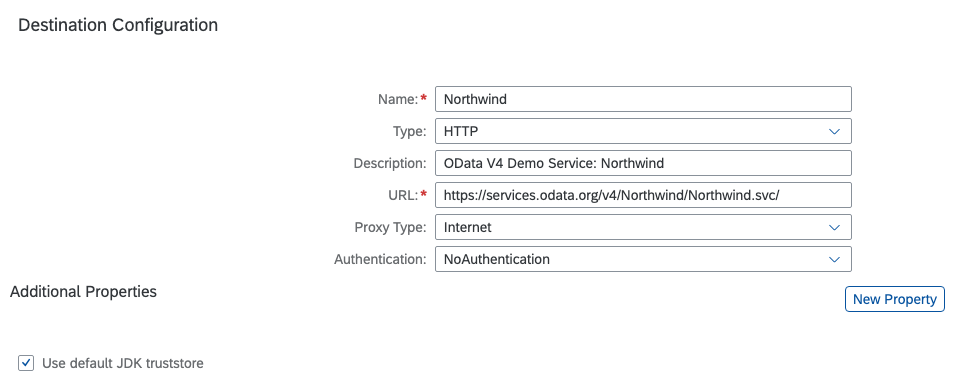 Destination Configuration
Name:* Northwind
Type: HTTP
Description: OData V4 Demo Service: Northwind
URL:* https://services.odata.org/v4/Northwind/Northwind.svc/
Proxy Type: Internet
Authentication: NoAuthentication
Additional Properties
New Property
Use default JDK truststore